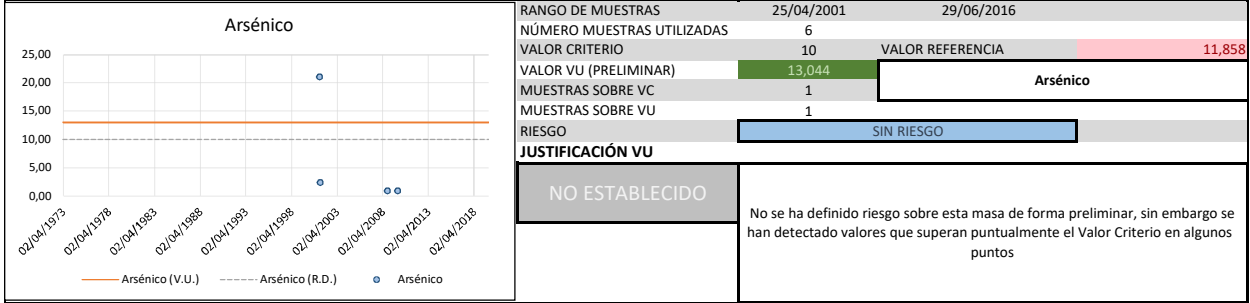 Arsénico
25,00
20,00
15,00
10,00
5,00
0,00
02/04/1973
02/04/1978
02/04/1983
02/04/1988
02/04/1993
02/04/1998
02/04/2003
02/04/2008
02/04/2013
02/04/2018
Arsénico (V.U.) Arsénico (R.D.) Arsénico
RANGO DE MUESTRAS 25/04/2001 29/06/2016
NÚMERO MUESTRAS UTILIZADAS 6
VALOR CRITERIO 10 VALOR REFERENCIA 11,858
VALOR VU (PRELIMINAR) 13,044
Arsénico
MUESTRAS SOBRE VC 1
MUESTRAS SOBRE VU 1
RIESGO SIN RIESGO
JUSTIFICACIÓN VU
NO ESTABLECIDO
No se ha definido riesgo sobre esta masa de forma preliminar, sin embargo se
han detectado valores que superan puntualmente el Valor Criterio en algunos
puntos